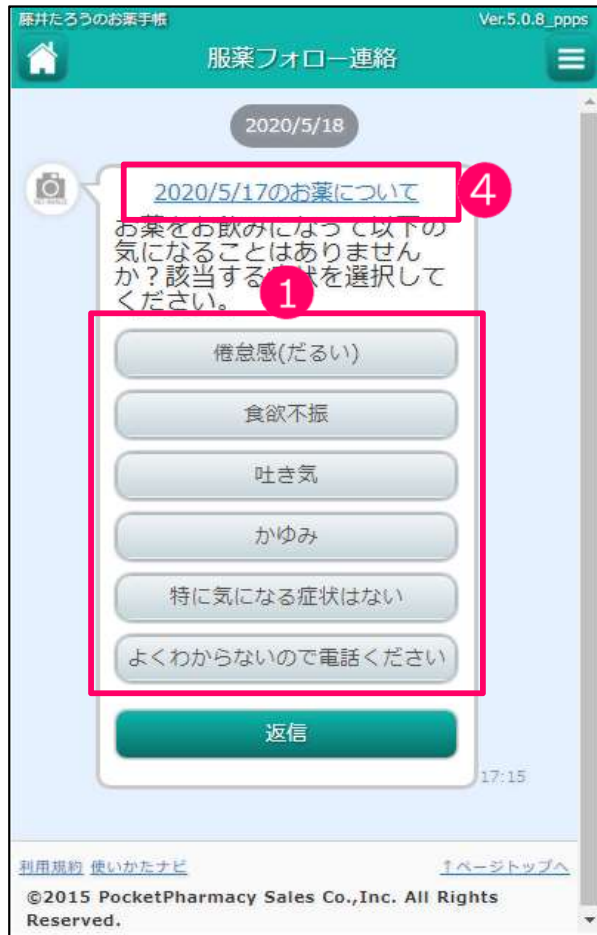 藤井たろうのお薬手帳 Ver.5.0.8_ppps
服薬フォロー連絡
2020/5/18
2020/5/17のお薬について
4
お薬をお飲みになって以下の
気になることはありません
か？該当する症状を選択して
ください。
1
倦怠感(だるい)
食欲不振
吐き気
かゆみ
特に気になる症状はない
よくわからないので電話ください
返信
17:15
利用規約 使いかたナビ ↑ページトップへ
©2015 PocketPharmacy Sales Co.,Inc. All Rights
Reserved.